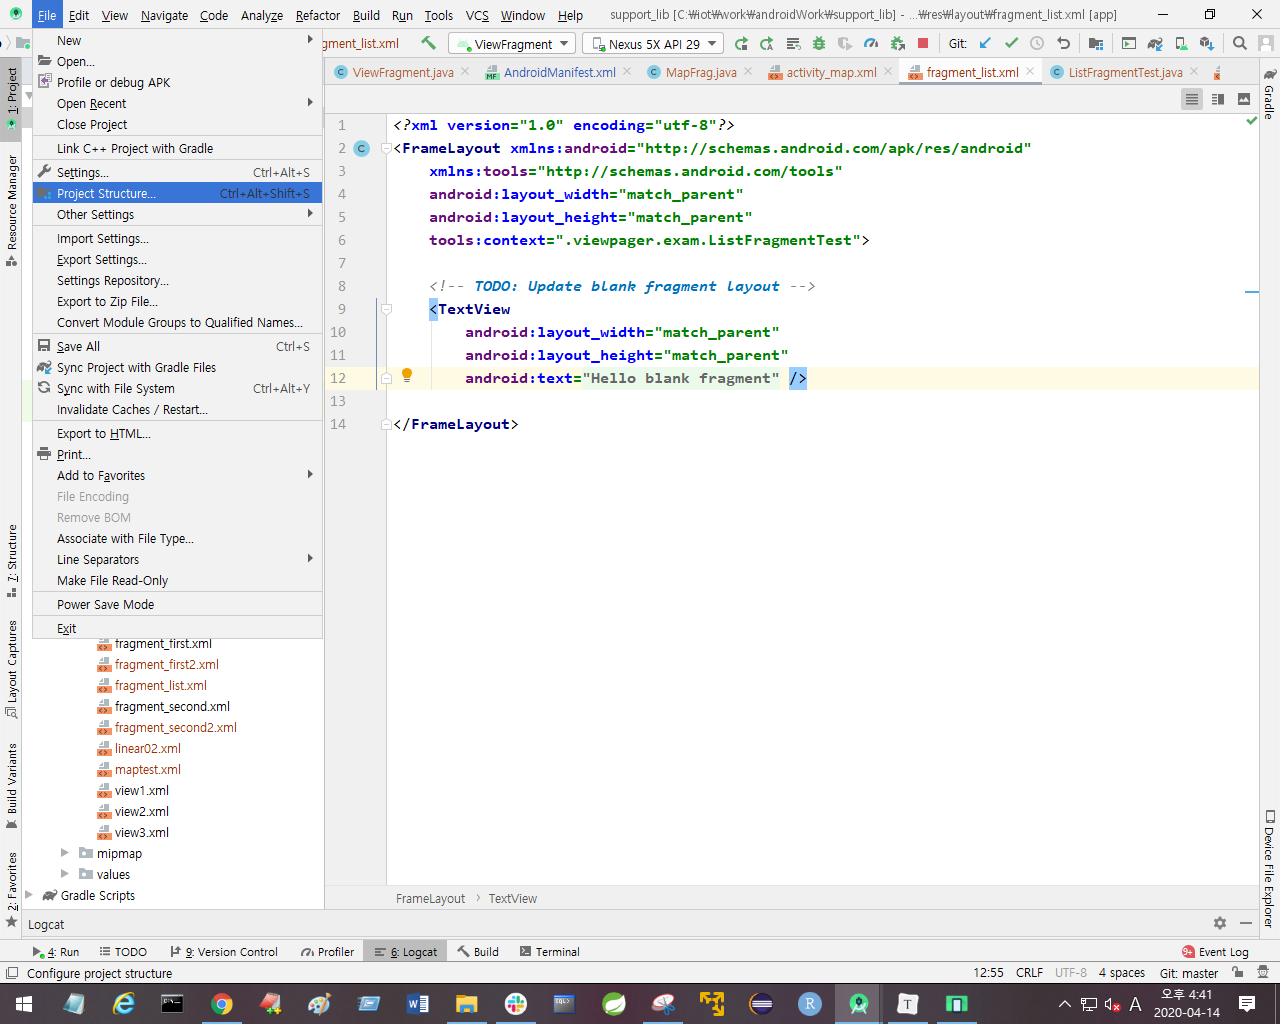 File Edit View Navigate Code Analyze Refactor Build Run Tools VCS Window Help support_lib [C:₩iot₩work₩androidWork₩support_lib] - ...₩res₩layout₩fragment_list.xml [app]
gment_list.xml ViewFragment Nexus 5X API 29 Git:
ViewFragment.java AndroidManifest.xml MapFrag.java activity_map.xml fragment_list.xml ListFragmentTest.java
New
Open...
Profile or debug APK
Open Recent
Close Project
Link C++ Project with Gradle
Settings... Ctrl+Alt+S
Project Structure... Ctrl+Alt+Shift+S
Other Settings
Import Settings...
Export Settings...
Settings Repository...
Export to Zip File...
Convert Module Groups to Qualified Names...
Save All Ctrl+S
Sync Project with Gradle Files
Sync with File System Ctrl+Alt+Y
Invalidate Caches / Restart...
Export to HTML...
Print...
Add to Favorites
File Encoding
Remove BOM
Associate with File Type...
Line Separators
Make File Read-Only
Power Save Mode
Exit
fragment_first.xml
fragment_first2.xml
fragment_list.xml
fragment_second.xml
fragment_second2.xml
linear02.xml
maptest.xml
view1.xml
view2.xml
view3.xml
mipmap
values
Gradle Scripts
1: Project
Resource Manager
7: Structure
Layout Captures
Build Variants
2: Favorites
1 <?xml version="1.0" encoding="utf-8"?>
2 <FrameLayout xmlns:android="http://schemas.android.com/apk/res/android"
3 xmlns:tools="http://schemas.android.com/tools"
4 android:layout_width="match_parent"
5 android:layout_height="match_parent"
6 tools:context=".viewpager.exam.ListFragmentTest">
7
8 <!-- TODO: Update blank fragment layout -->
9 <TextView
10 android:layout_width="match_parent"
11 android:layout_height="match_parent"
12 android:text="Hello blank fragment" />
13
14 </FrameLayout>
Gradle
Device File Explorer
FrameLayout › TextView
Logcat
4: Run TODO 9: Version Control Profiler 6: Logcat Build Terminal 9+ Event Log
Configure project structure 12:55 CRLF UTF-8 4 spaces Git: master
A 오후 4:41
2020-04-14